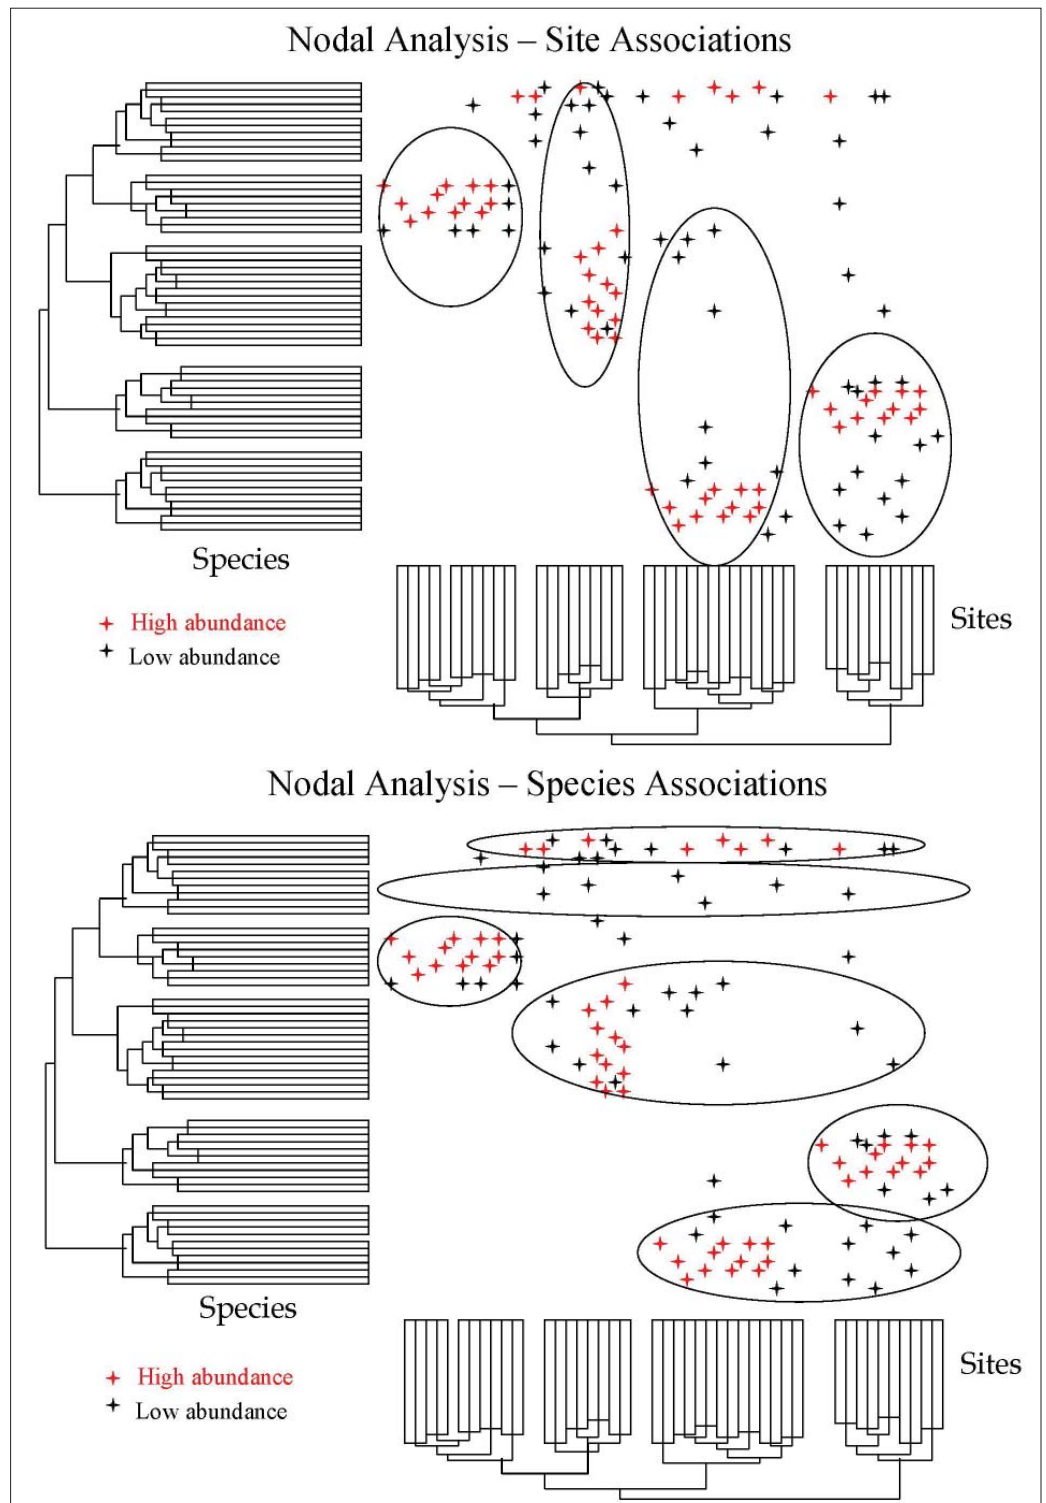 Nodal Analysis – Site Associations
Species
High abundance
Low abundance
Sites
Nodal Analysis – Species Associations
Species
High abundance
Low abundance
Sites